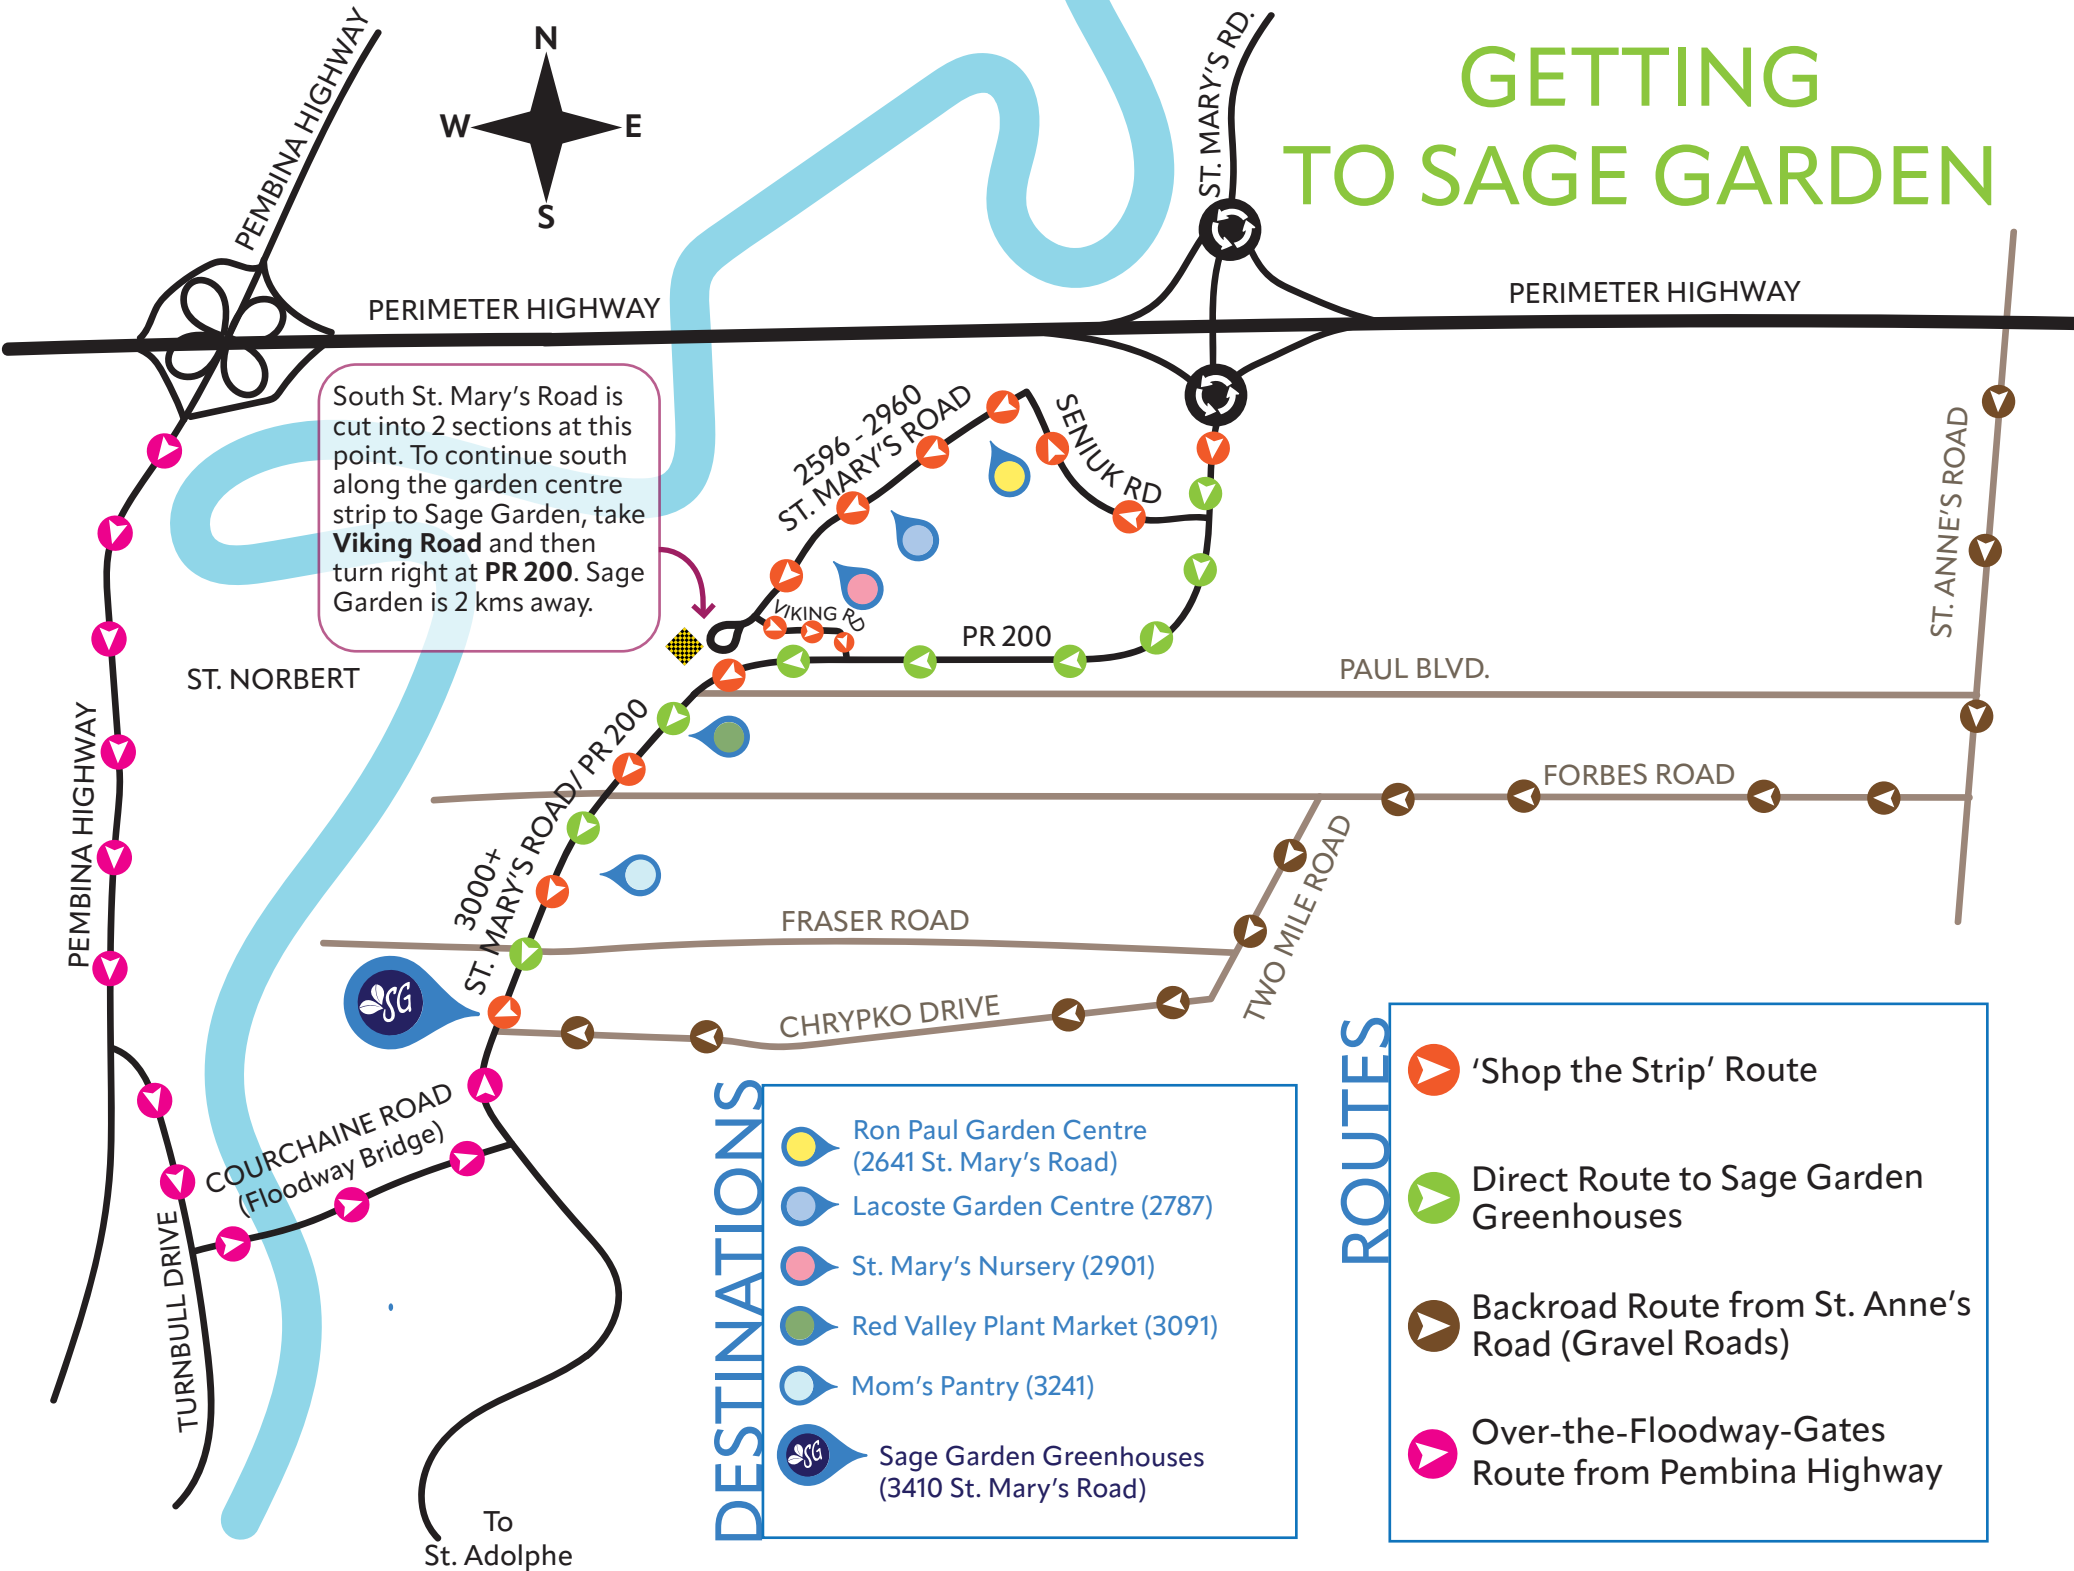 GETTING
TO SAGE GARDEN
N
W
E
S
PEMBINA HIGHWAY
ST. MARY'S RD.
PERIMETER HIGHWAY
PERIMETER HIGHWAY
South St. Mary's Road is
cut into 2 sections at this
point. To continue south
along the garden centre
strip to Sage Garden, take
Viking Road and then
turn right at PR 200. Sage
Garden is 2 kms away.
2596 - 2960
ST. MARY'S ROAD
SENIUK RD
VIKING RD
PR 200
ST. ANNE'S ROAD
PAUL BLVD.
ST. NORBERT
PEMBINA HIGHWAY
3000+
ST. MARY'S ROAD/ PR 200
FORBES ROAD
TWO MILE ROAD
FRASER ROAD
CHRYPKO DRIVE
SG
COURCHAINE ROAD
(Floodway Bridge)
TURNBULL DRIVE
To
St. Adolphe
DESTINATIONS
Ron Paul Garden Centre
(2641 St. Mary's Road)
Lacoste Garden Centre (2787)
St. Mary's Nursery (2901)
Red Valley Plant Market (3091)
Mom's Pantry (3241)
SG
Sage Garden Greenhouses
(3410 St. Mary's Road)
ROUTES
'Shop the Strip' Route
Direct Route to Sage Garden
Greenhouses
Backroad Route from St. Anne's
Road (Gravel Roads)
Over-the-Floodway-Gates
Route from Pembina Highway